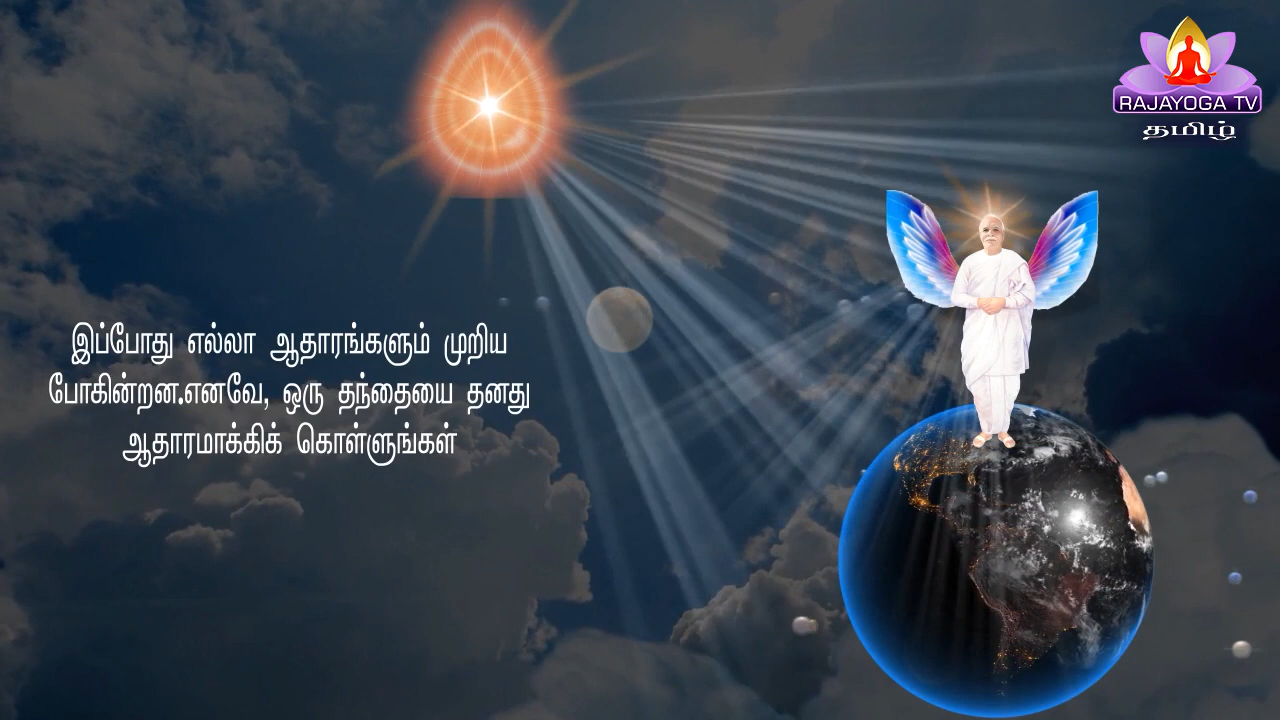 RAJAYOGA TV
தமிழ்
இப்போது எல்லா ஆதாரங்களும் முறிய
போகின்றன.எனவே, ஒரு தந்தையை தனது
ஆதாரமாக்கிக் கொள்ளுங்கள்